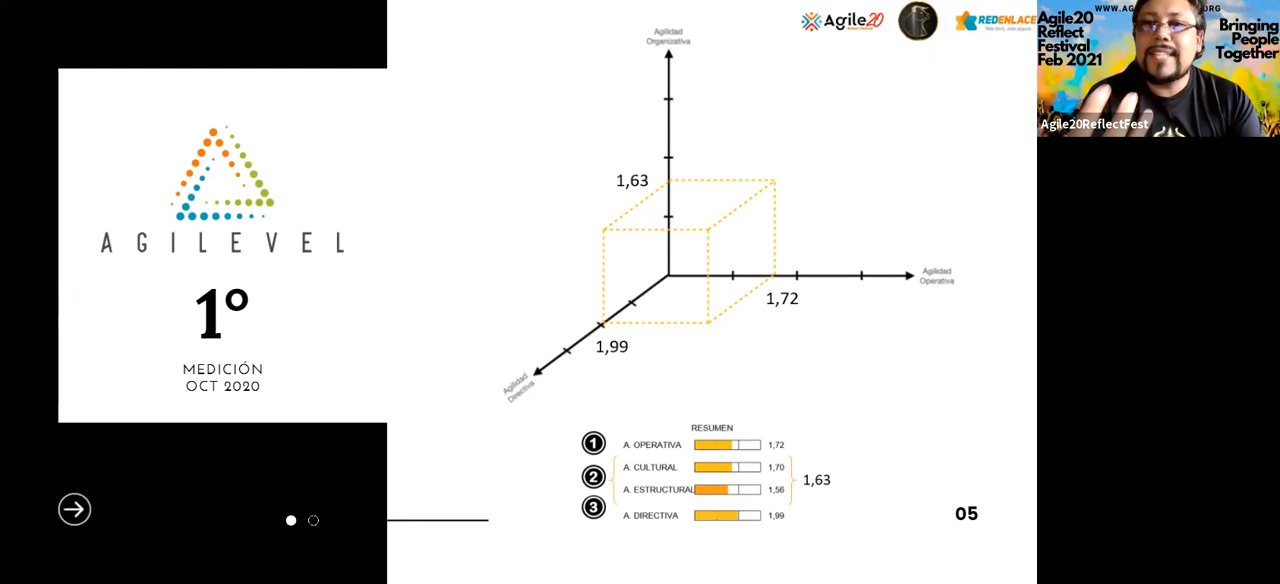 AGILEVEL
1º
MEDICIÓN
OCT 2020
Agilidad
Organizativa
1,63
Agilidad
Operativa
1,72
1,99
Agilidad
Directiva
RESUMEN
1 A. OPERATIVA 1,72
2 A. CULTURAL 1,70
A. ESTRUCTURAL 1,56
1,63
3 A. DIRECTIVA 1,99
05
Agile20
Reflect Festival
REDENLACE
Agile20
Reflect
Festival
Feb 2021
Bringing
People
Together
Agile20ReflectFest